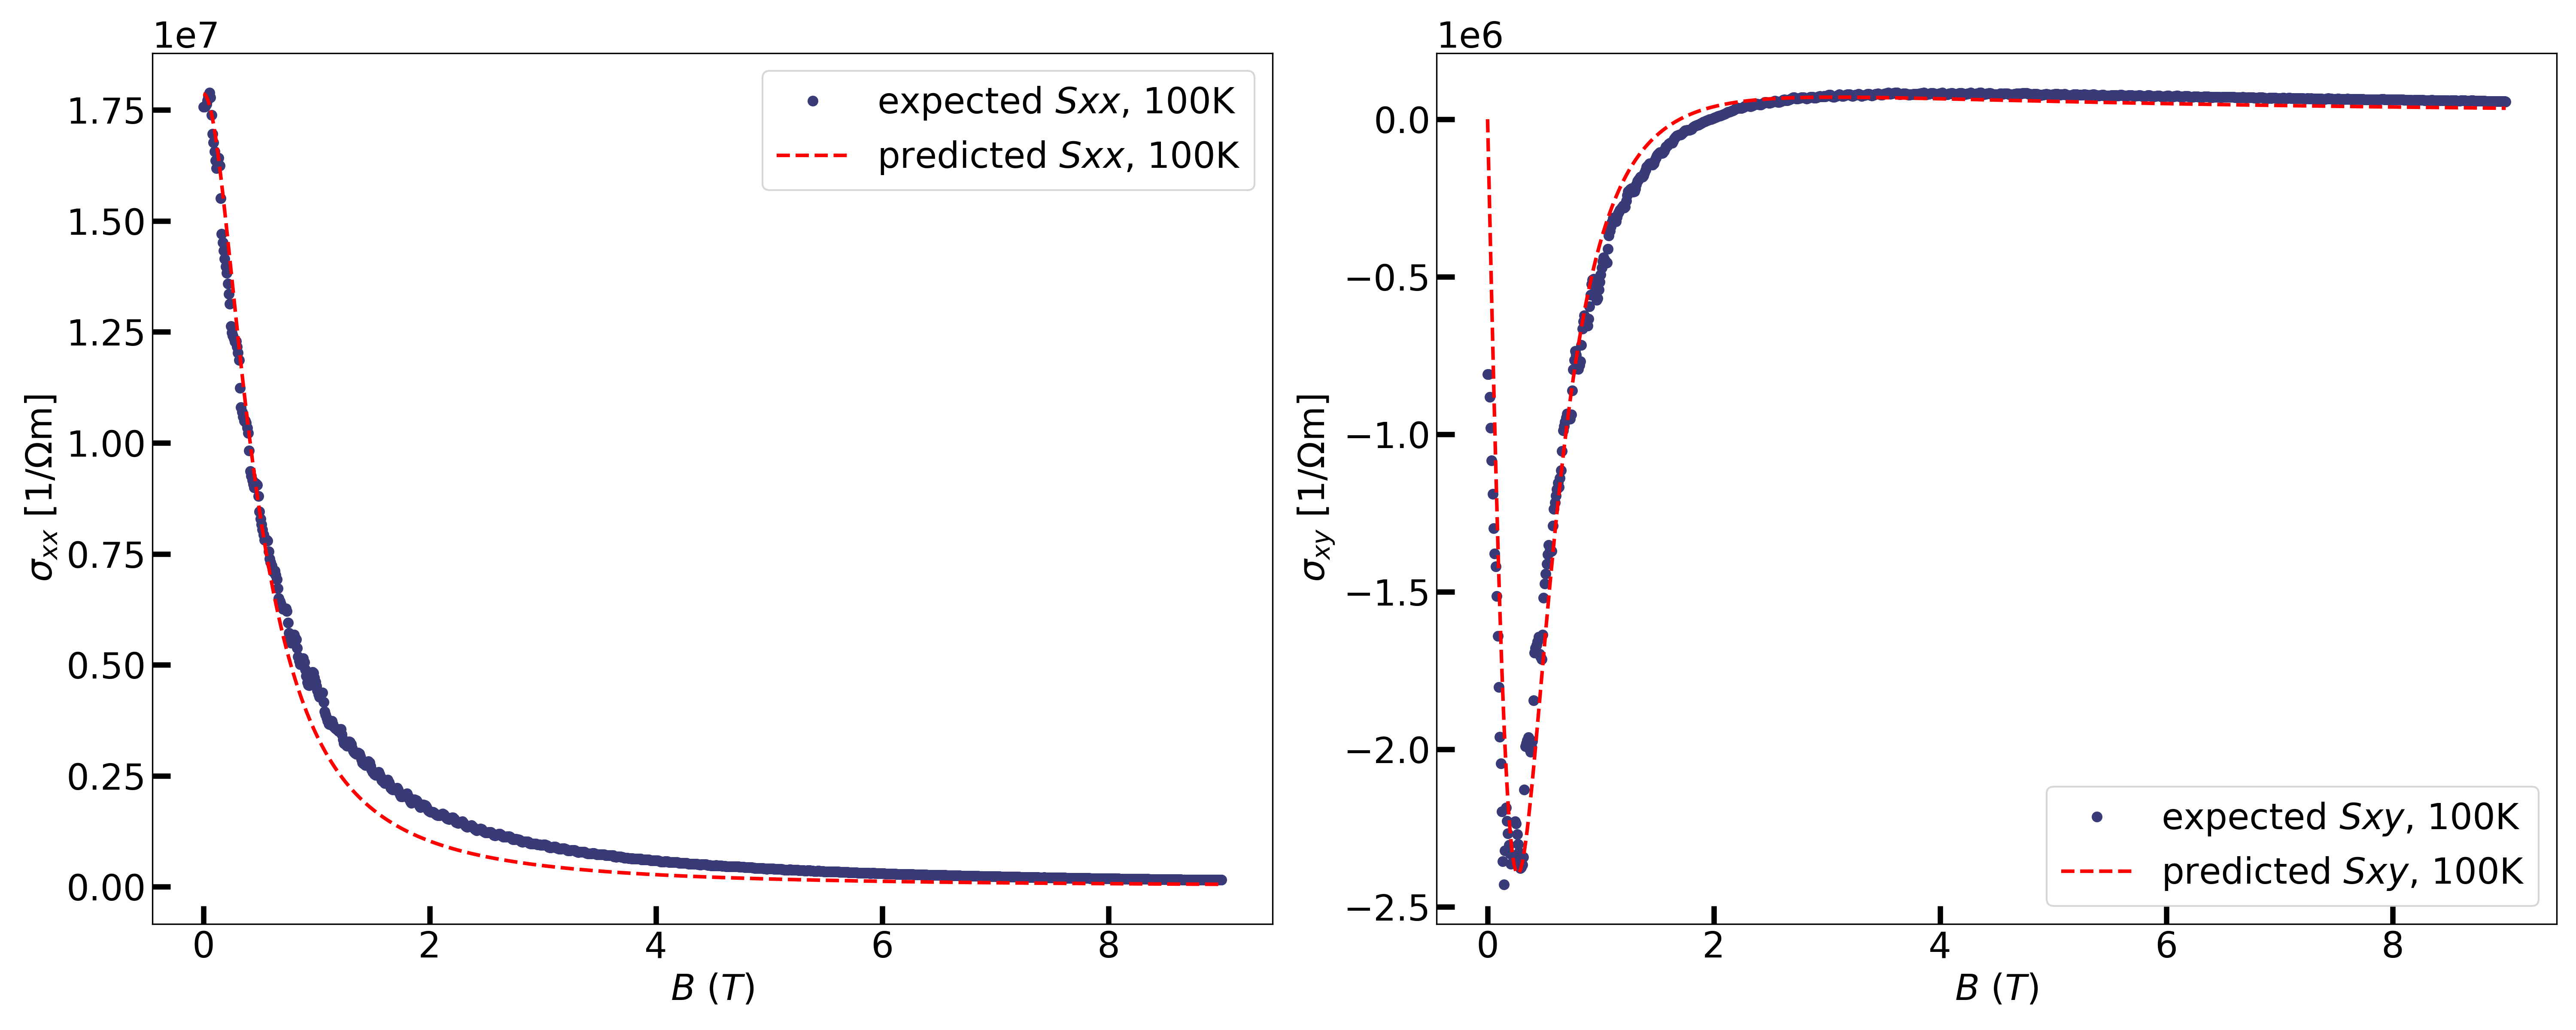 1e7
σxx [1/Ωm]
1.75
1.50
1.25
1.00
0.75
0.50
0.25
0.00
expected Sxx, 100K
predicted Sxx, 100K
0 2 4 6 8
B (T)
1e6
σxy [1/Ωm]
0.0
−0.5
−1.0
−1.5
−2.0
−2.5
expected Sxy, 100K
predicted Sxy, 100K
0 2 4 6 8
B (T)